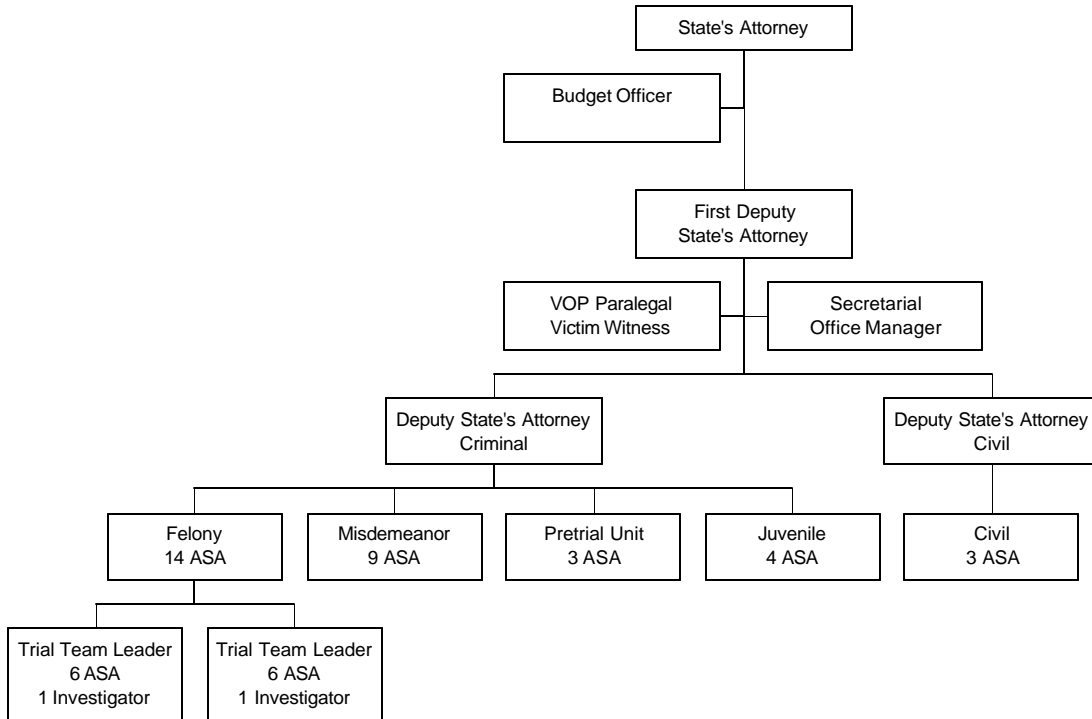 State's Attorney
Budget Officer
First Deputy
State's Attorney
VOP Paralegal
Victim Witness
Secretarial
Office Manager
Deputy State's Attorney
Criminal
Deputy State's Attorney
Civil
Felony
14 ASA
Misdemeanor
9 ASA
Pretrial Unit
3 ASA
Juvenile
4 ASA
Civil
3 ASA
Trial Team Leader
6 ASA
1 Investigator
Trial Team Leader
6 ASA
1 Investigator